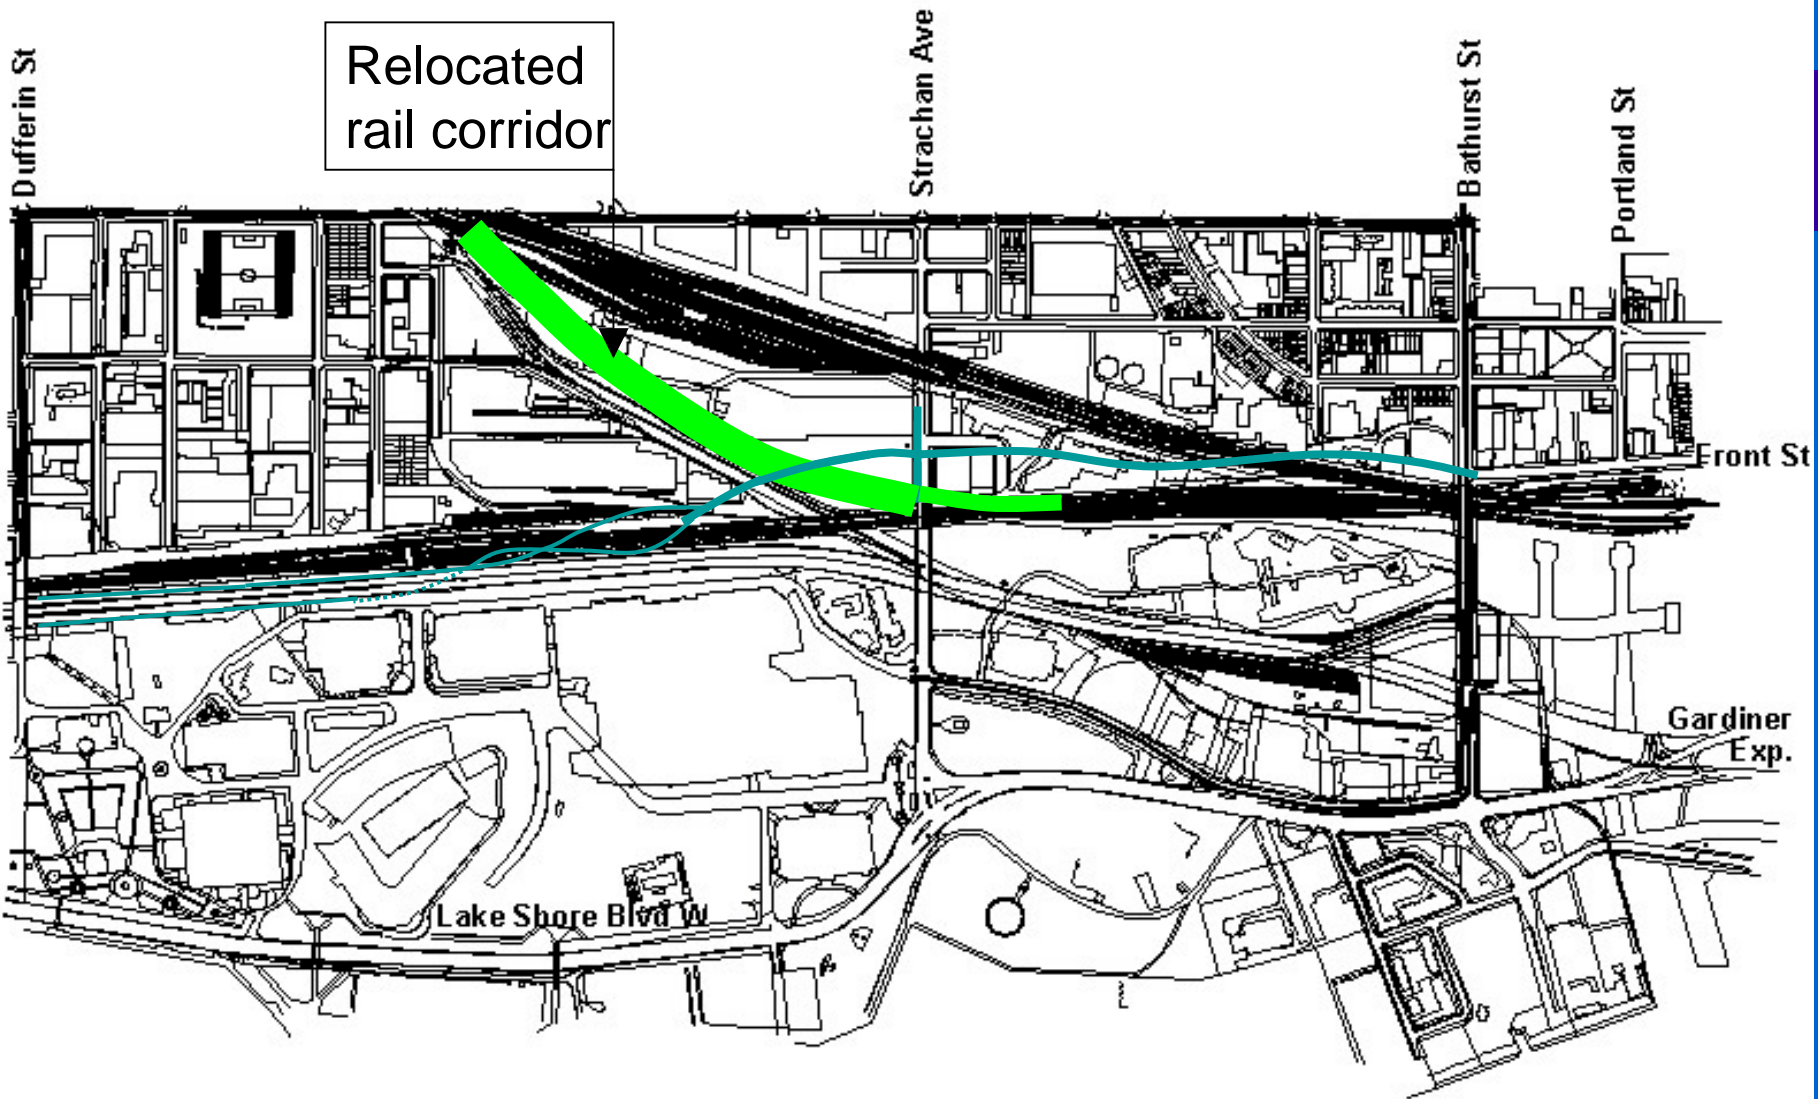 Relocated
rail corridor
Dufferin St
Strachan Ave
Bathurst St
Portland St
Front St
Gardiner
Exp.
Lake Shore Blvd W